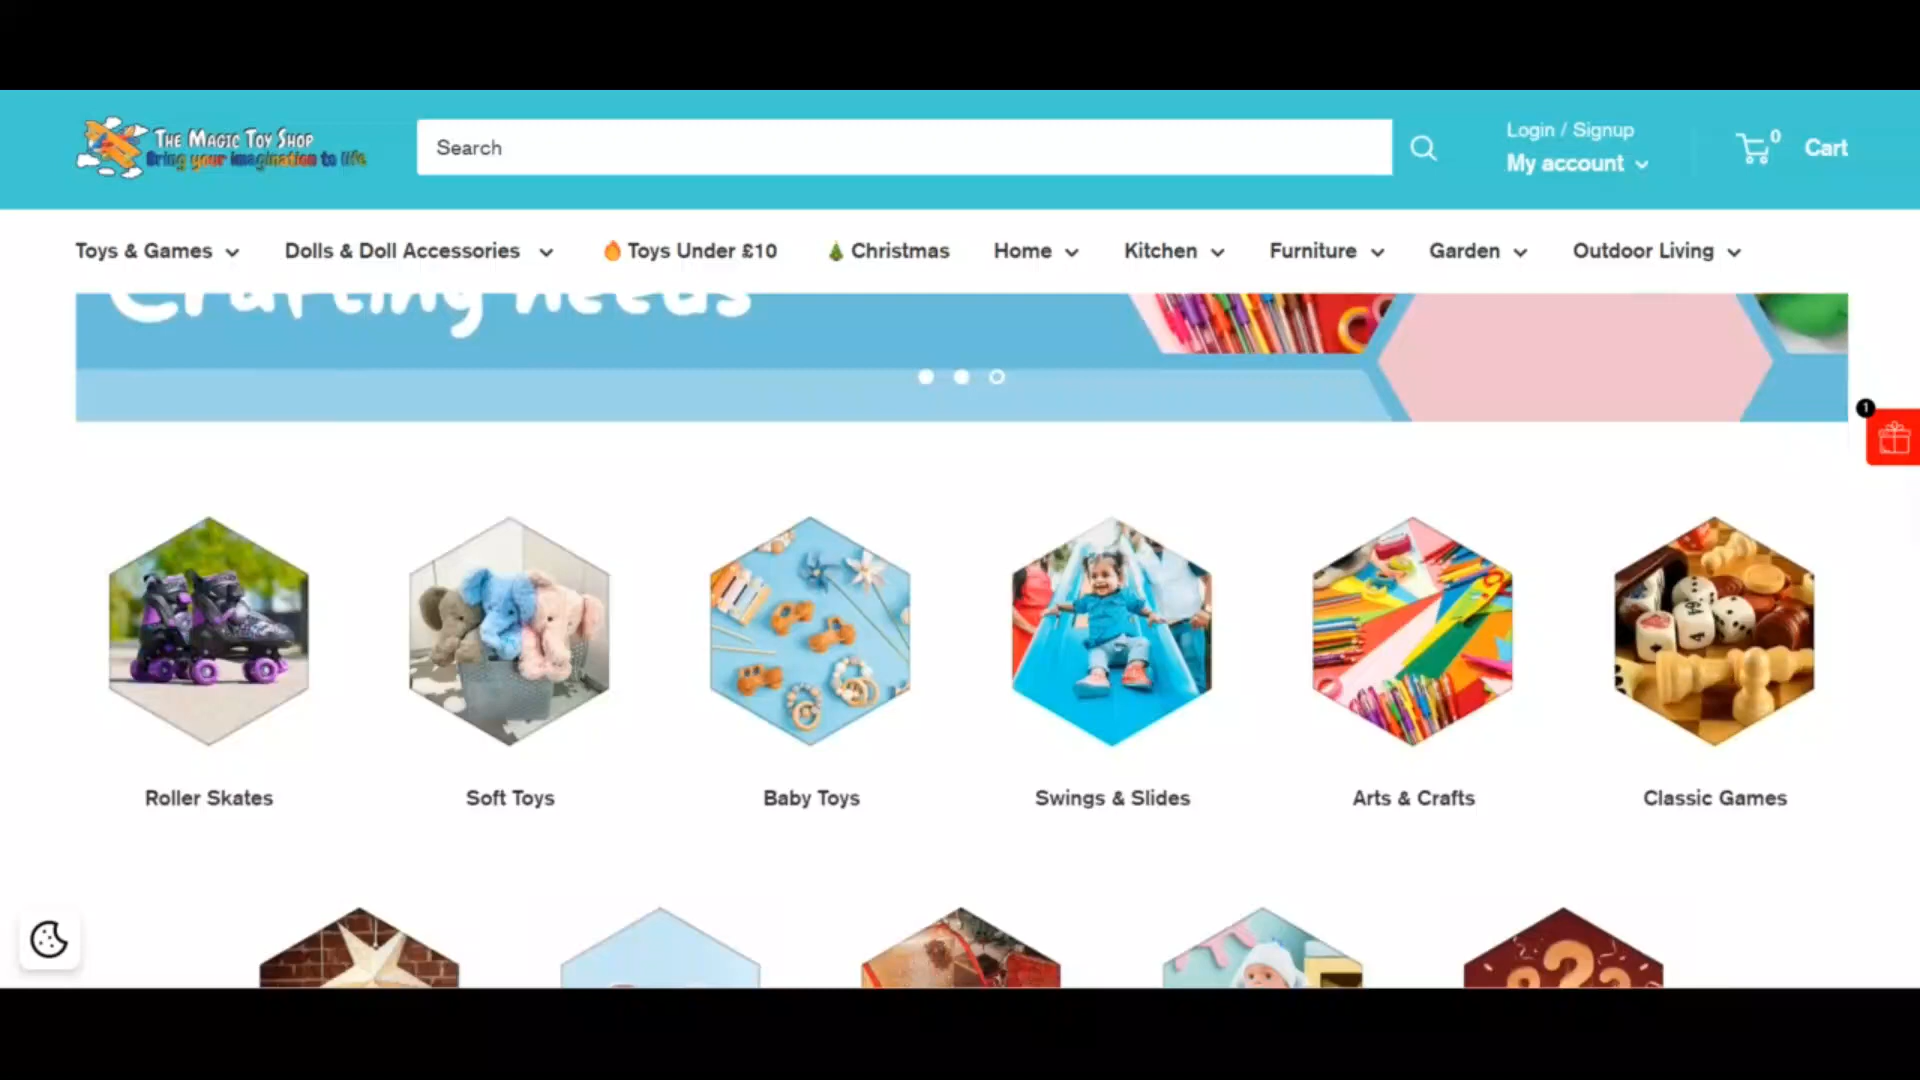 THE MAGIC TOY SHOP
Bring your imagination to life
Search
Login / Signup
My account
0
Cart
Toys & Games
Dolls & Doll Accessories
Toys Under £10
Christmas
Home
Kitchen
Furniture
Garden
Outdoor Living
Crafting needs
1
Roller Skates
Soft Toys
Baby Toys
Swings & Slides
Arts & Crafts
Classic Games
???